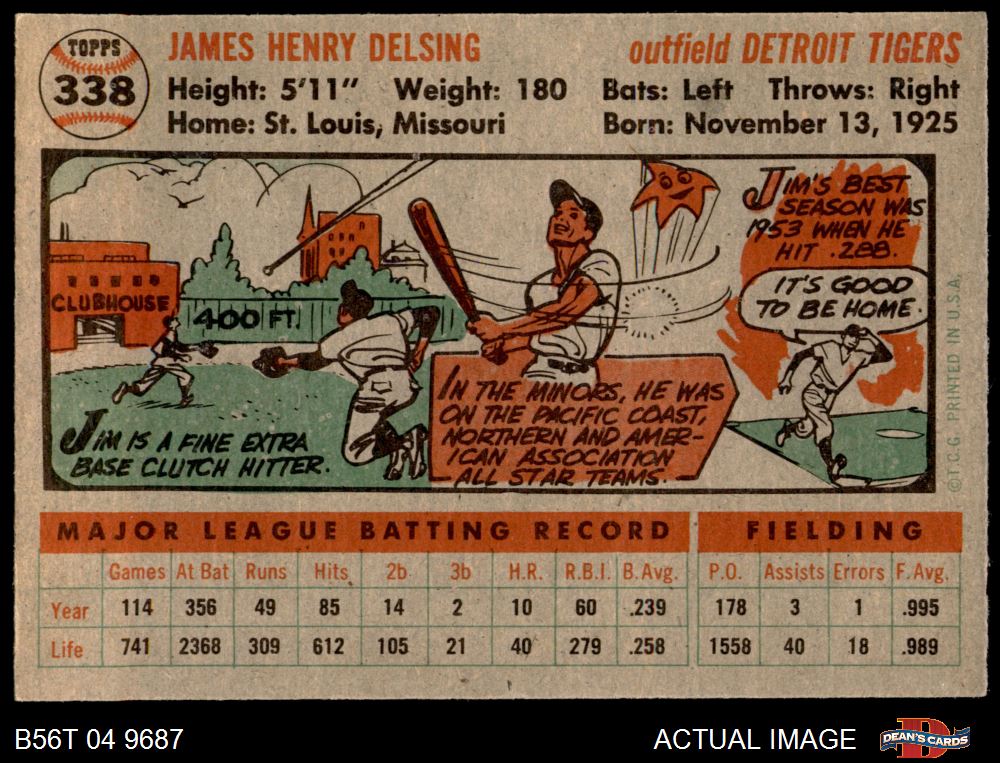 TOPPS
338
JAMES HENRY DELSING
outfield DETROIT TIGERS
Height: 5'11" Weight: 180 Bats: Left Throws: Right
Home: St. Louis, Missouri Born: November 13, 1925
CLUBHOUSE
400 FT.
JIM IS A FINE EXTRA
BASE CLUTCH HITTER.
IN THE MINORS, HE WAS
ON THE PACIFIC COAST,
NORTHERN AND AMER-
ICAN ASSOCIATION
ALL STAR TEAMS.
JIM'S BEST
SEASON WAS
1953 WHEN HE
HIT .288.
IT'S GOOD
TO BE HOME.
© T.C.G. PRINTED IN U.S.A.
MAJOR LEAGUE BATTING RECORD FIELDING
Games At Bat Runs Hits 2b 3b H.R. R.B.I. B.Avg. P.O. Assists Errors F.Avg.
Year 114 356 49 85 14 2 10 60 .239 178 3 1 .995
Life 741 2368 309 612 105 21 40 279 .258 1558 40 18 .989
B56T 04 9687 ACTUAL IMAGE
D
DEAN'S CARDS